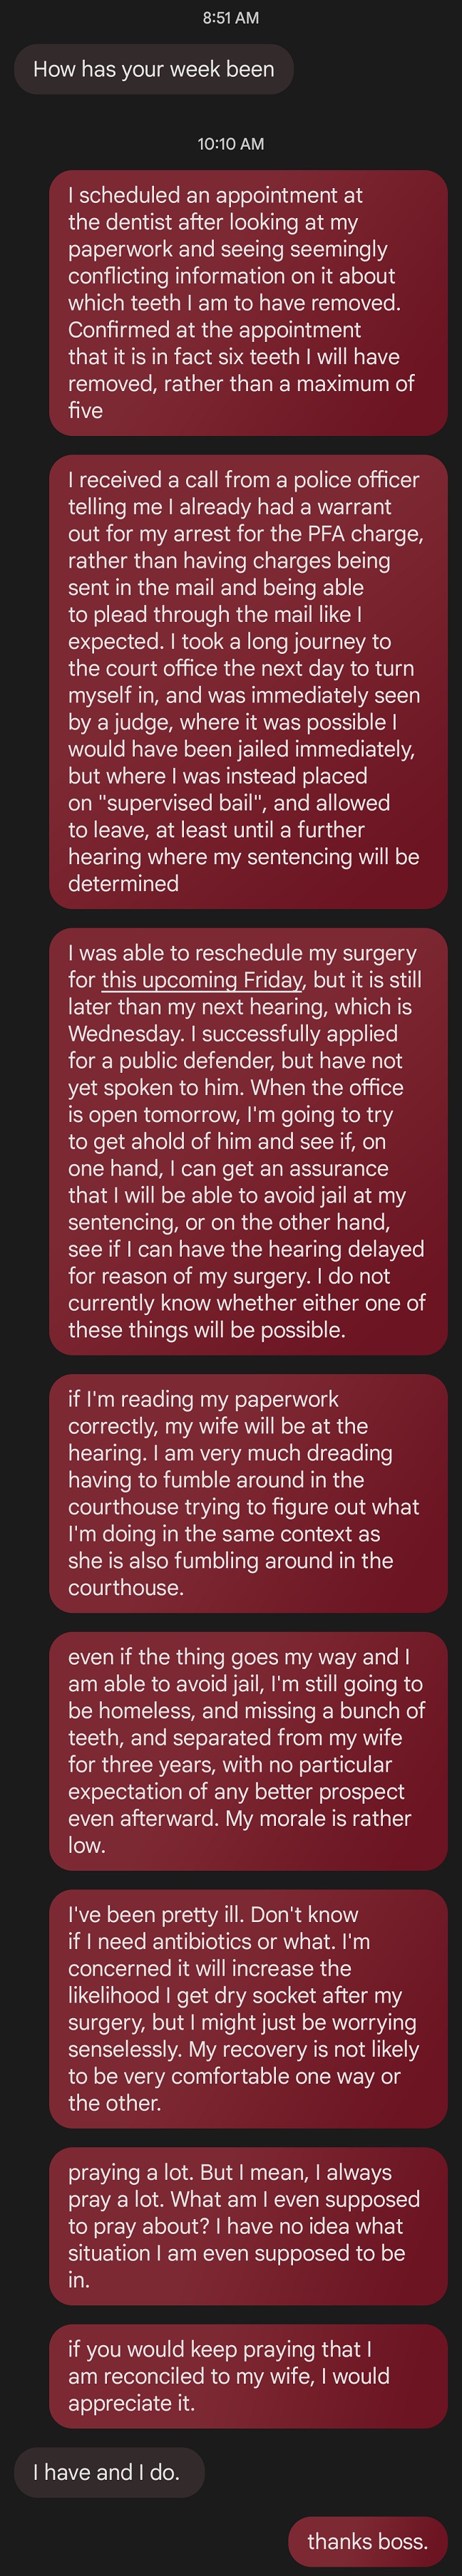 8:51 AM
How has your week been
10:10 AM
I scheduled an appointment at
the dentist after looking at my
paperwork and seeing seemingly
conflicting information on it about
which teeth I am to have removed.
Confirmed at the appointment
that it is in fact six teeth I will have
removed, rather than a maximum of
five
I received a call from a police officer
telling me I already had a warrant
out for my arrest for the PFA charge,
rather than having charges being
sent in the mail and being able
to plead through the mail like I
expected. I took a long journey to
the court office the next day to turn
myself in, and was immediately seen
by a judge, where it was possible I
would have been jailed immediately,
but where I was instead placed
on "supervised bail", and allowed
to leave, at least until a further
hearing where my sentencing will be
determined
I was able to reschedule my surgery
for this upcoming Friday, but it is still
later than my next hearing, which is
Wednesday. I successfully applied
for a public defender, but have not
yet spoken to him. When the office
is open tomorrow, I'm going to try
to get ahold of him and see if, on
one hand, I can get an assurance
that I will be able to avoid jail at my
sentencing, or on the other hand,
see if I can have the hearing delayed
for reason of my surgery. I do not
currently know whether either one of
these things will be possible.
if I'm reading my paperwork
correctly, my wife will be at the
hearing. I am very much dreading
having to fumble around in the
courthouse trying to figure out what
I'm doing in the same context as
she is also fumbling around in the
courthouse.
even if the thing goes my way and I
am able to avoid jail, I'm still going to
be homeless, and missing a bunch of
teeth, and separated from my wife
for three years, with no particular
expectation of any better prospect
even afterward. My morale is rather
low.
I've been pretty ill. Don't know
if I need antibiotics or what. I'm
concerned it will increase the
likelihood I get dry socket after my
surgery, but I might just be worrying
senselessly. My recovery is not likely
to be very comfortable one way or
the other.
praying a lot. But I mean, I always
pray a lot. What am I even supposed
to pray about? I have no idea what
situation I am even supposed to be
in.
if you would keep praying that I
am reconciled to my wife, I would
appreciate it.
I have and I do.
thanks boss.